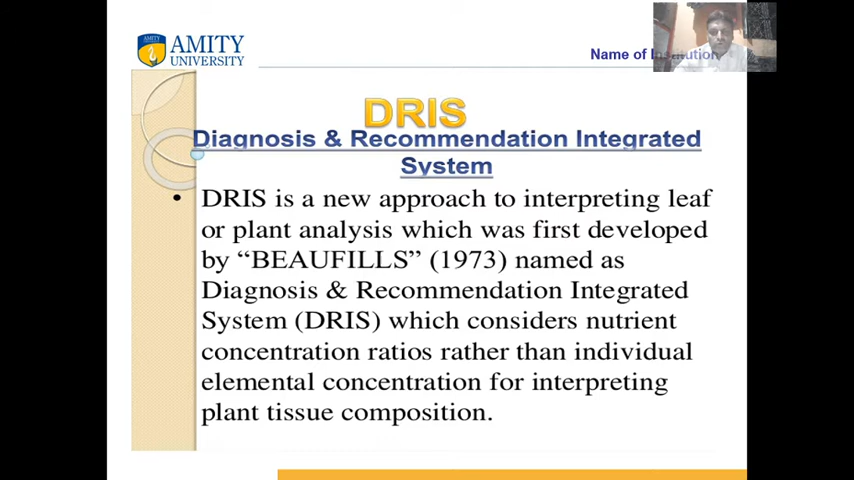 AMITY
AMITY
UNIVERSITY
Name of Institution
DRIS
Diagnosis & Recommendation Integrated
System
• DRIS is a new approach to interpreting leaf
or plant analysis which was first developed
by “BEAUFILLS” (1973) named as
Diagnosis & Recommendation Integrated
System (DRIS) which considers nutrient
concentration ratios rather than individual
elemental concentration for interpreting
plant tissue composition.